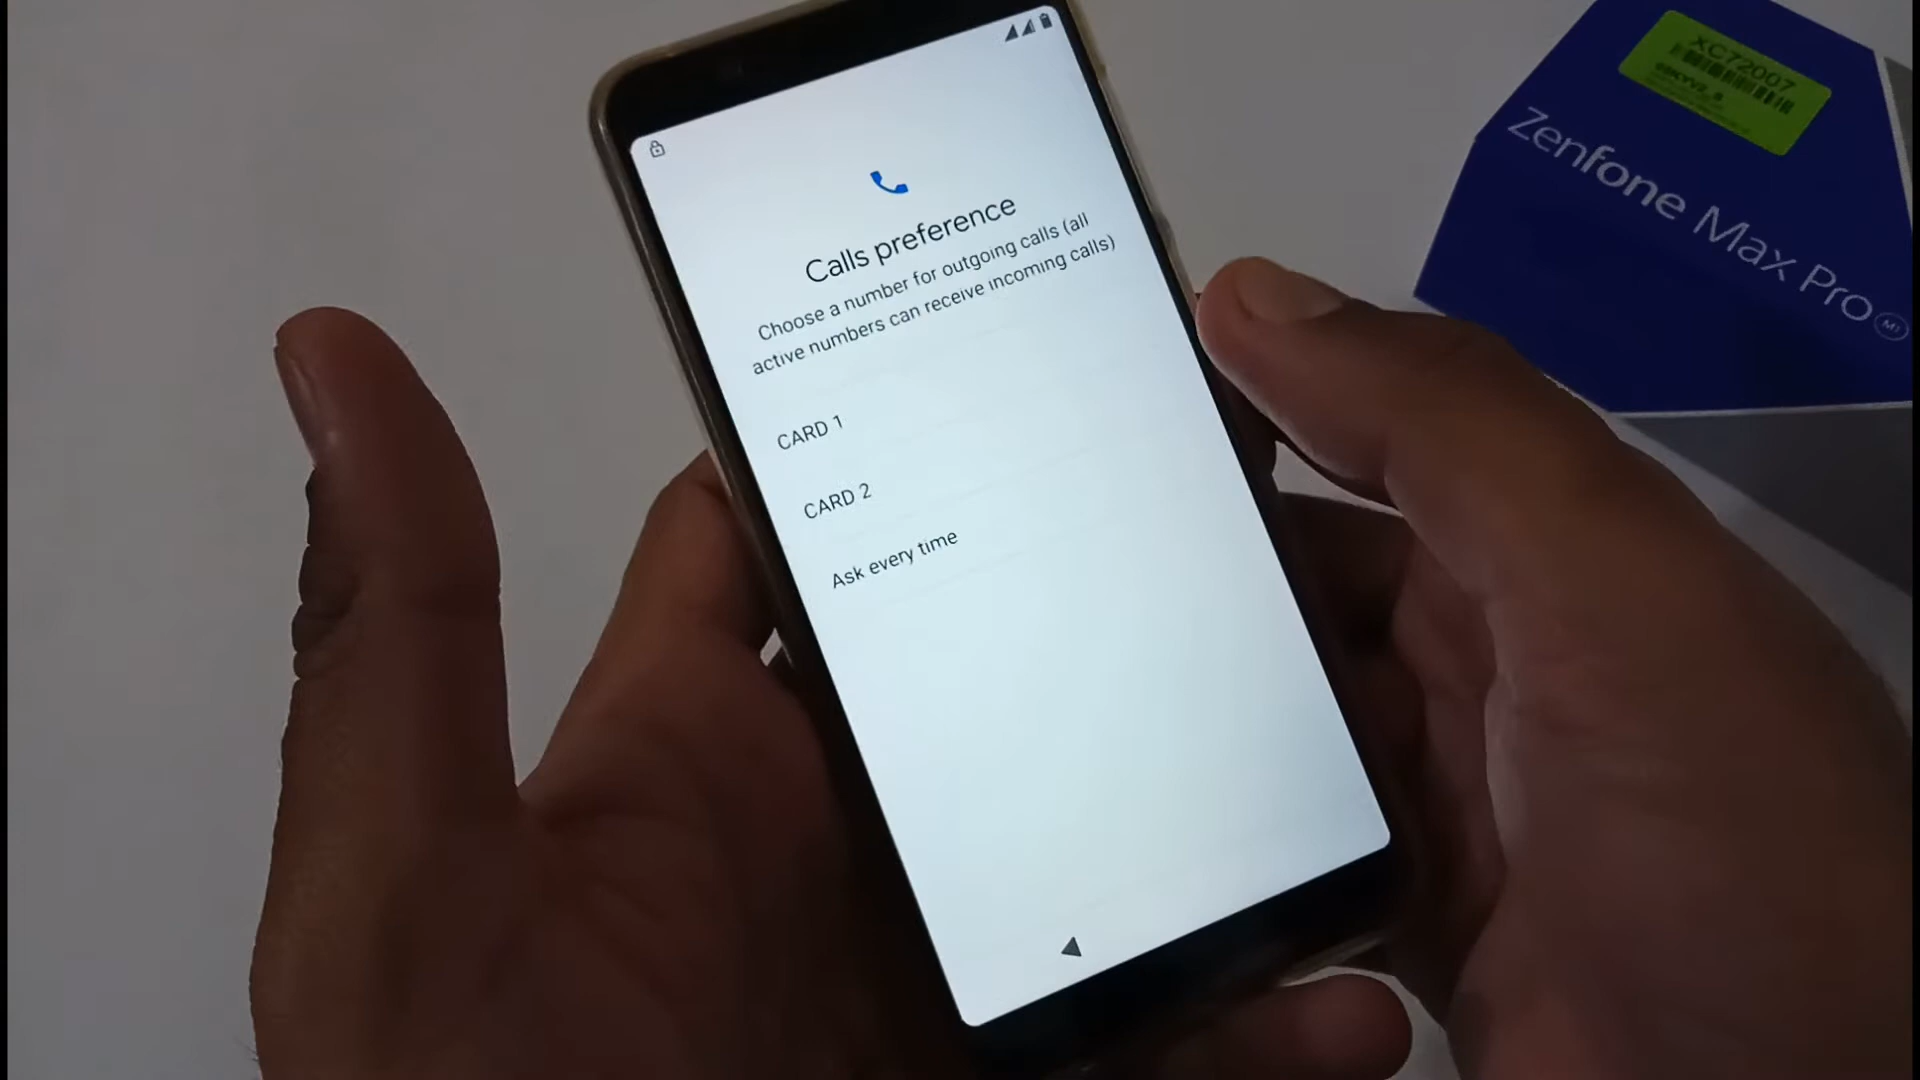 Calls preference
Choose a number for outgoing calls (all
active numbers can receive incoming calls)
CARD 1
CARD 2
Ask every time
XC72007
Zenfone Max Pro M1